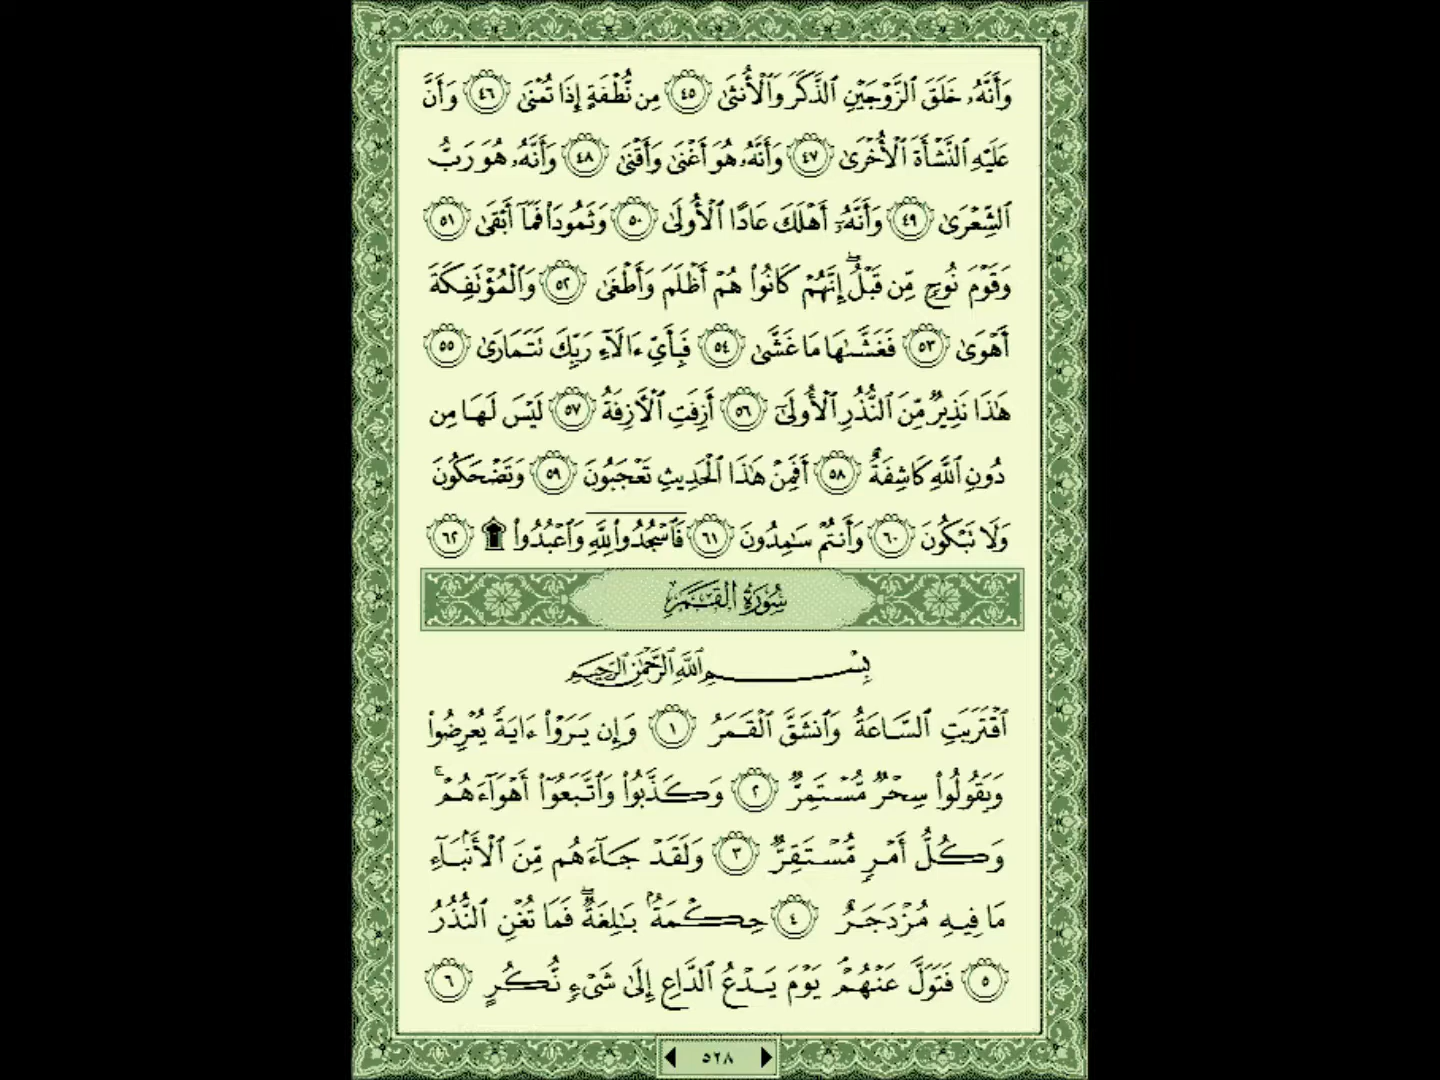 وَأَنَّهُۥ خَلَقَ ٱلزَّوۡجَيۡنِ ٱلذَّكَرَ وَٱلۡأُنثَىٰ ٤٥ مِن نُّطۡفَةٍ إِذَا تُمۡنَىٰ ٤٦ وَأَنَّ
عَلَيۡهِ ٱلنَّشۡأَةَ ٱلۡأُخۡرَىٰ ٤٧ وَأَنَّهُۥ هُوَ أَغۡنَىٰ وَأَقۡنَىٰ ٤٨ وَأَنَّهُۥ هُوَ رَبُّ
ٱلشِّعۡرَىٰ ٤٩ وَأَنَّهُۥٓ أَهۡلَكَ عَادًا ٱلۡأُولَىٰ ٥٠ وَثَمُودَاْ فَمَآ أَبۡقَىٰ ٥١
وَقَوۡمَ نُوحٖ مِّن قَبۡلُۖ إِنَّهُمۡ كَانُواْ هُمۡ أَظۡلَمَ وَأَطۡغَىٰ ٥٢ وَٱلۡمُؤۡتَفِكَةَ
أَهۡوَىٰ ٥٣ فَغَشَّىٰهَا مَا غَشَّىٰ ٥٤ فَبِأَيِّ ءَالَآءِ رَبِّكَ تَتَمَارَىٰ ٥٥
هَٰذَا نَذِيرٞ مِّنَ ٱلنُّذُرِ ٱلۡأُولَىٰٓ ٥٦ أَزِفَتِ ٱلۡأٓزِفَةُ ٥٧ لَيۡسَ لَهَا مِن
دُونِ ٱللَّهِ كَاشِفَةٌ ٥٨ أَفَمِنۡ هَٰذَا ٱلۡحَدِيثِ تَعۡجَبُونَ ٥٩ وَتَضۡحَكُونَ
وَلَا تَبۡكُونَ ٦٠ وَأَنتُمۡ سَٰمِدُونَ ٦١ فَٱسۡجُدُواْۤ لِلَّهِۤ وَٱعۡبُدُواْ ۩ ٦٢
سُورَةُ القَمَرِ
بِسۡمِ ٱللَّهِ ٱلرَّحۡمَٰنِ ٱلرَّحِيمِ
ٱقۡتَرَبَتِ ٱلسَّاعَةُ وَٱنشَقَّ ٱلۡقَمَرُ ١ وَإِن يَرَوۡاْ ءَايَةٗ يُعۡرِضُواْ
وَيَقُولُواْ سِحۡرٞ مُّسۡتَمِرّٞ ٢ وَكَذَّبُواْ وَٱتَّبَعُوٓاْ أَهۡوَآءَهُمۡۚ
وَكُلُّ أَمۡرٖ مُّسۡتَقِرّٞ ٣ وَلَقَدۡ جَآءَهُم مِّنَ ٱلۡأَنۢبَآءِ
مَا فِيهِ مُزۡدَجَرٌ ٤ حِكۡمَةُۢ بَٰلِغَةٞۖ فَمَا تُغۡنِ ٱلنُّذُرُ
٥ فَتَوَلَّ عَنۡهُمۡۘ يَوۡمَ يَدۡعُ ٱلدَّاعِ إِلَىٰ شَيۡءٖ نُّكُرٍ ٦
٥٢٨